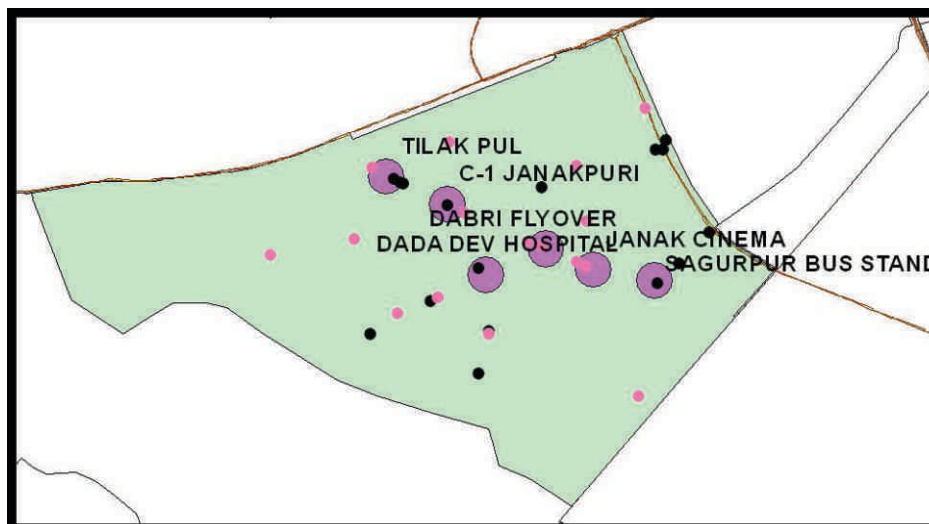 TILAK PUL
C-1 JANAKPURI
DABRI FLYOVER
DADA DEV HOSPITAL
JANAK CINEMA
SAGURPUR BUS STAND